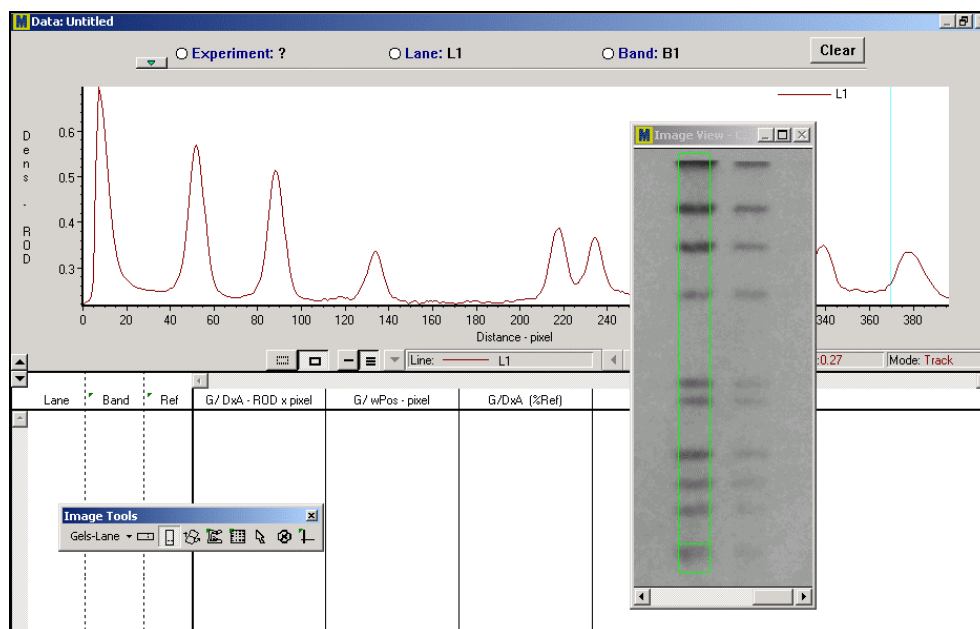 Data: Untitled
Experiment: ?
Lane: L1
Band: B1
Clear
L1
Dens - ROD
0.6
0.5
0.4
0.3
0 20 40 60 80 100 120 140 160 180 200 220 240 340 360 380
Distance - pixel
Image View - C
Line: L1
:0.27
Mode: Track
Lane Band Ref G/ DxA - ROD x pixel G/ wPos - pixel G/DxA (%Ref)
Image Tools
Gels-Lane